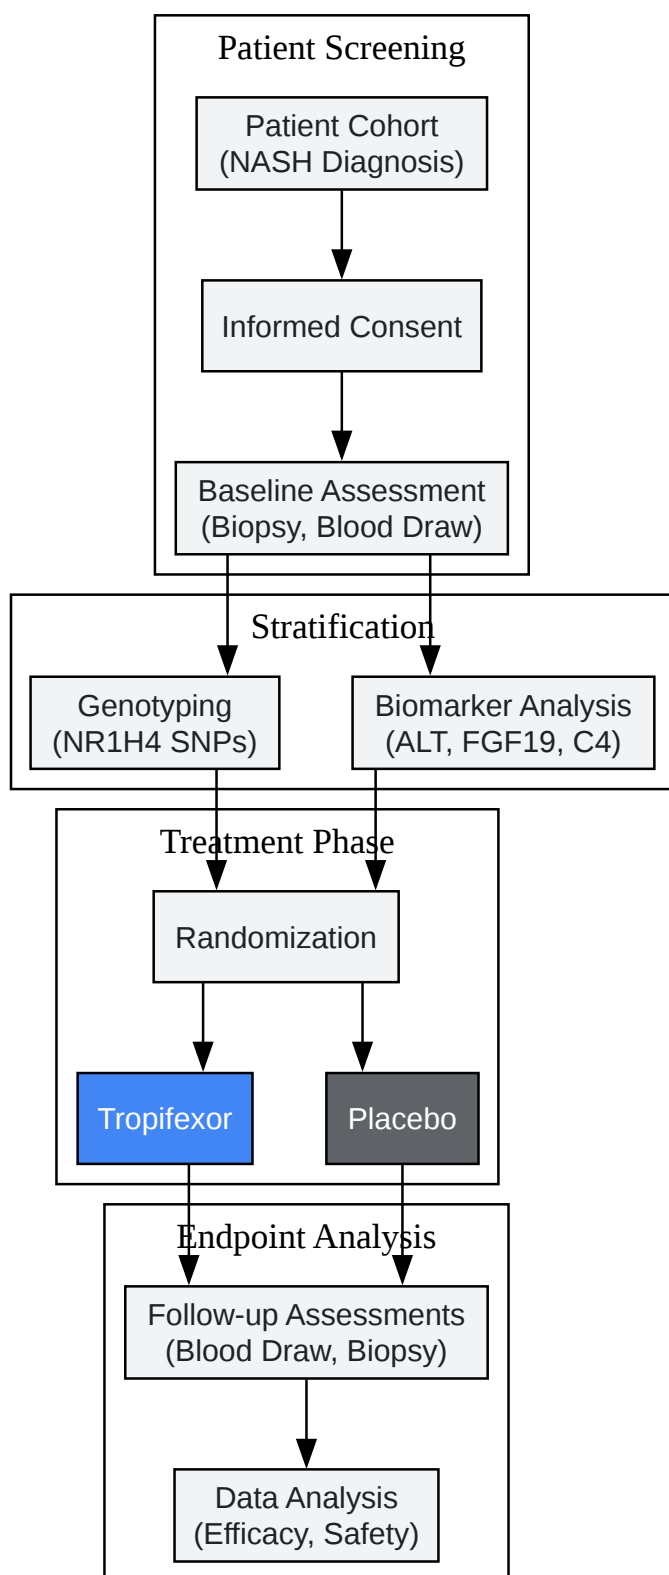 Patient Screening
Patient Cohort
(NASH Diagnosis)
Informed Consent
Baseline Assessment
(Biopsy, Blood Draw)
Stratification
Genotyping
(NR1H4 SNPs)
Biomarker Analysis
(ALT, FGF19, C4)
Treatment Phase
Randomization
Tropifexor
Placebo
Endpoint Analysis
Follow-up Assessments
(Blood Draw, Biopsy)
Data Analysis
(Efficacy, Safety)